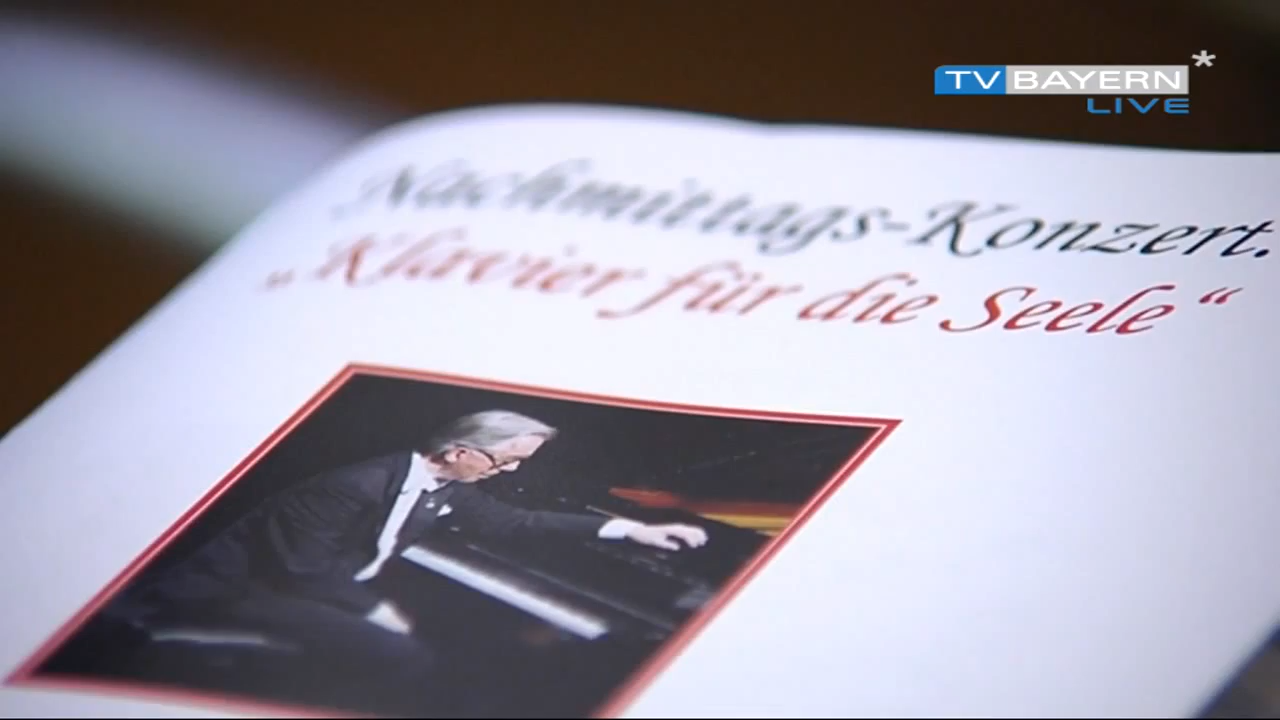 TV BAYERN*
LIVE
Nachmittags-Konzert.
„Klavier für die Seele“